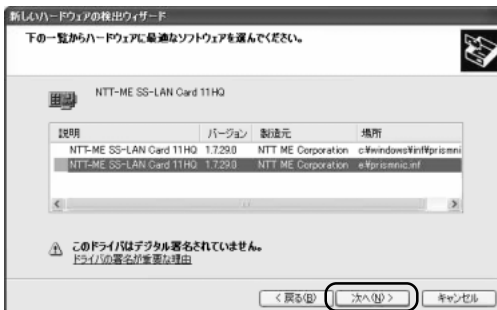 新しいハードウェアの検出ウィザード
下の一覧からハードウェアに最適なソフトウェアを選んでください。
NTT-ME SS-LAN Card 11HQ
説明 バージョン 製造元 場所
NTT-ME SS-LAN Card 11HQ 1.7.29.0 NTT ME Corporation c:¥windows¥inf¥prismni
NTT-ME SS-LAN Card 11HQ 1.7.29.0 NTT ME Corporation e:¥prismnic.inf
このドライバはデジタル署名されていません。
ドライバの署名が重要な理由
< 戻る(B) 次へ(N) > キャンセル